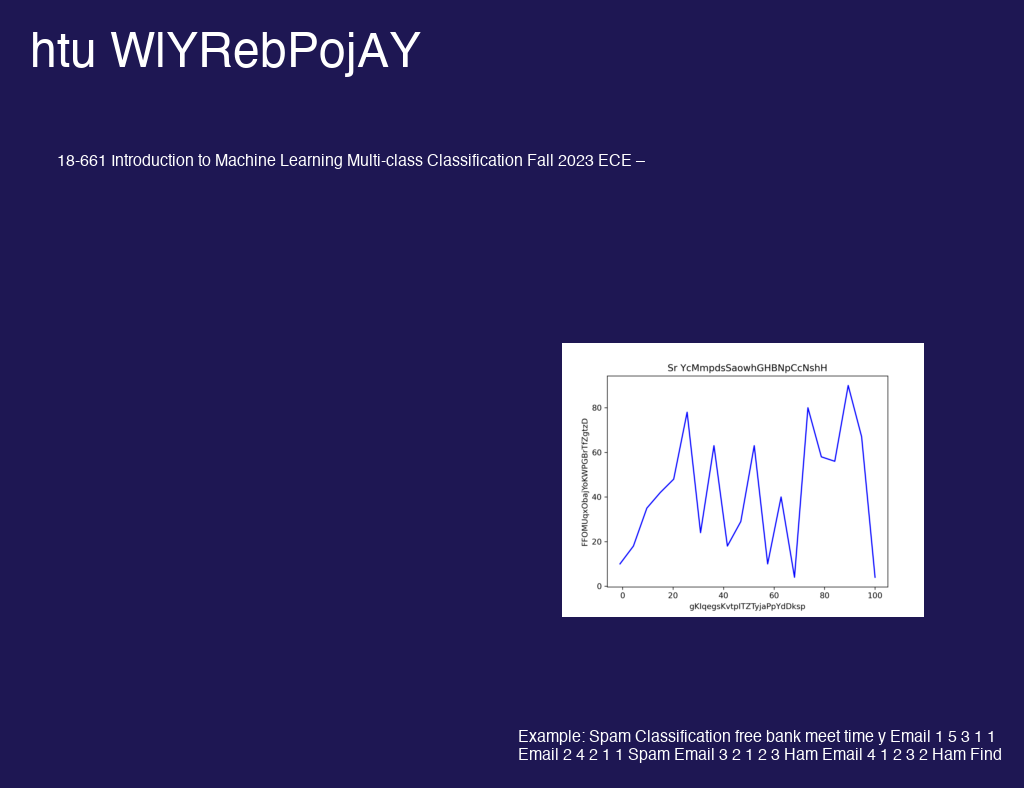 htu WlYRebPojAY
18-661 Introduction to Machine Learning Multi-class Classification Fall 2023 ECE –
Sr YcMmpdsSaowhGHBNpCcNshH
80
60
40
20
0
FFOMUqxObajYoKWPGBrTfZgtzD
0 20 40 60 80 100
gKlqegsKvtpITZTyjaPpYdDksp
Example: Spam Classification free bank meet time y Email 1 5 3 1 1
Email 2 4 2 1 1 Spam Email 3 2 1 2 3 Ham Email 4 1 2 3 2 Ham Find